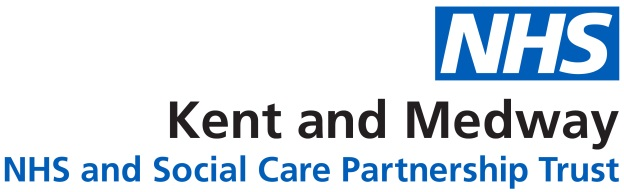 NHS
Kent and Medway
NHS and Social Care Partnership Trust